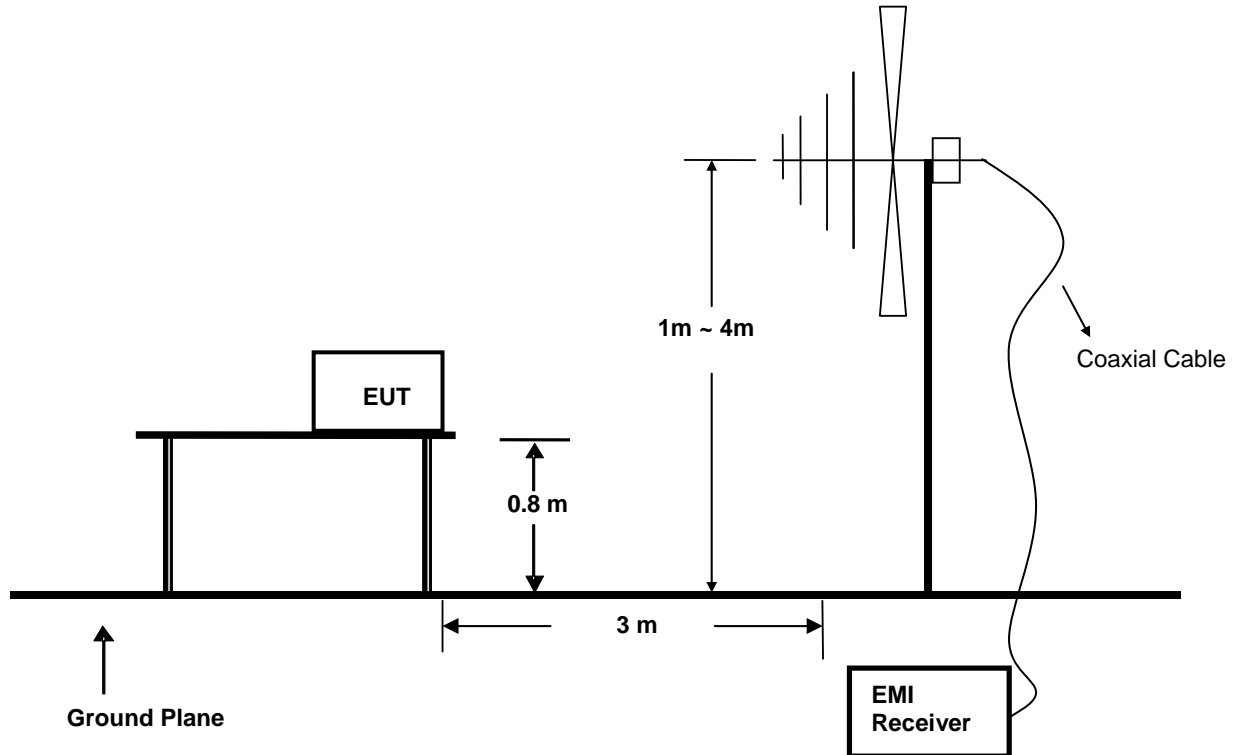 1m ~ 4m
Coaxial Cable
EUT
0.8 m
3 m
Ground Plane
EMI
Receiver